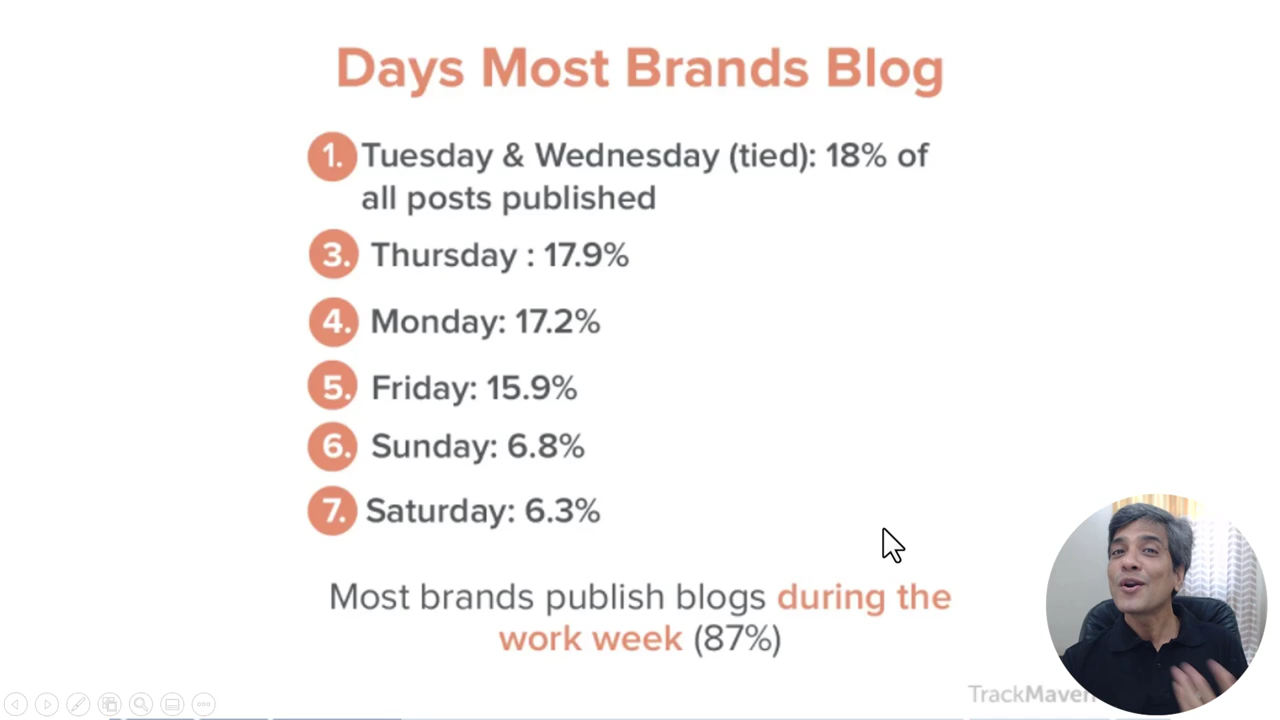 Days Most Brands Blog
1. Tuesday & Wednesday (tied): 18% of
all posts published
3. Thursday : 17.9%
4. Monday: 17.2%
5. Friday: 15.9%
6. Sunday: 6.8%
7. Saturday: 6.3%
Most brands publish blogs during the
work week (87%)
TrackMaven